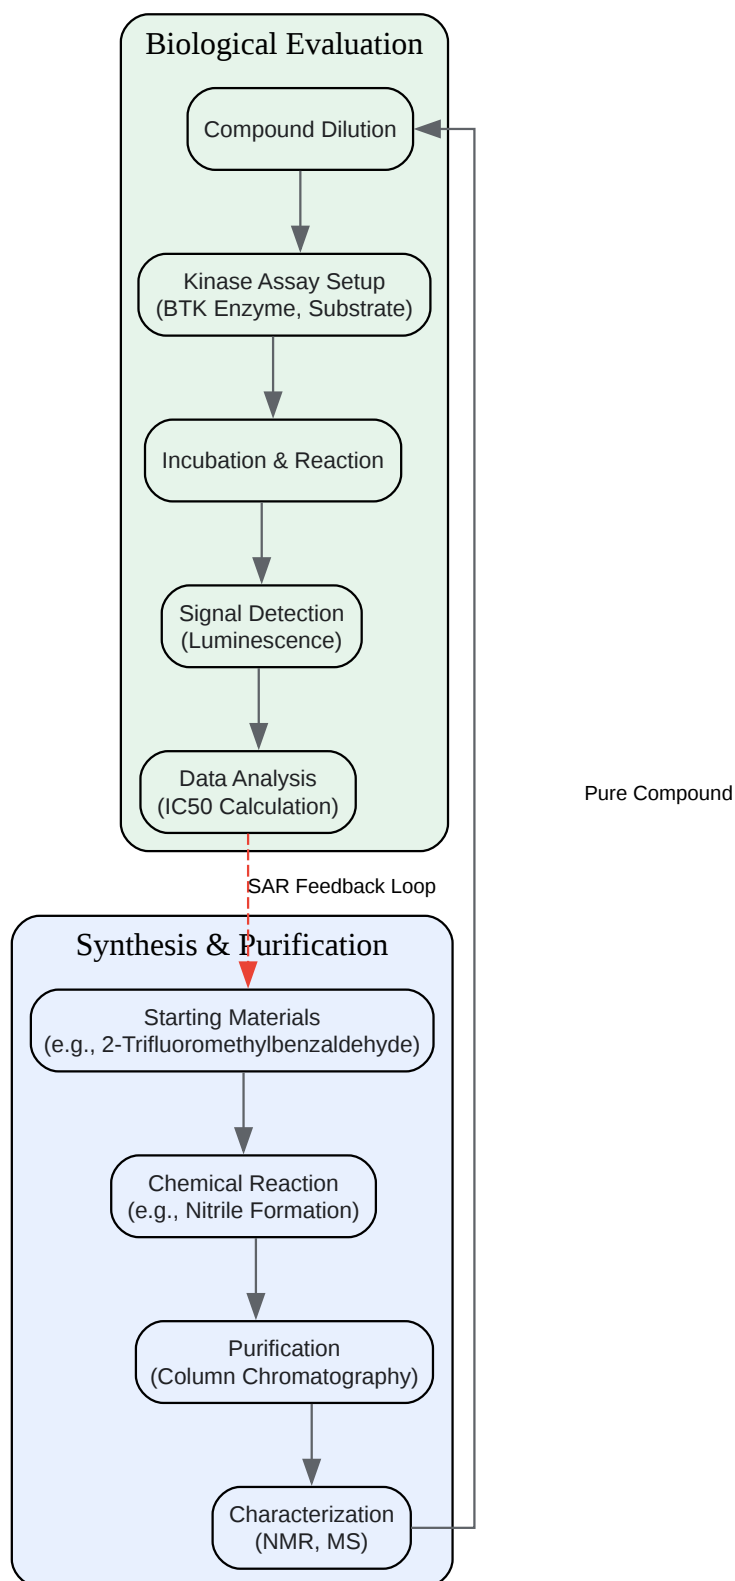 Biological Evaluation
Compound Dilution
Kinase Assay Setup
(BTK Enzyme, Substrate)
Incubation & Reaction
Signal Detection
(Luminescence)
Data Analysis
(IC50 Calculation)
Pure Compound
SAR Feedback Loop
Synthesis & Purification
Starting Materials
(e.g., 2-Trifluoromethylbenzaldehyde)
Chemical Reaction
(e.g., Nitrile Formation)
Purification
(Column Chromatography)
Characterization
(NMR, MS)